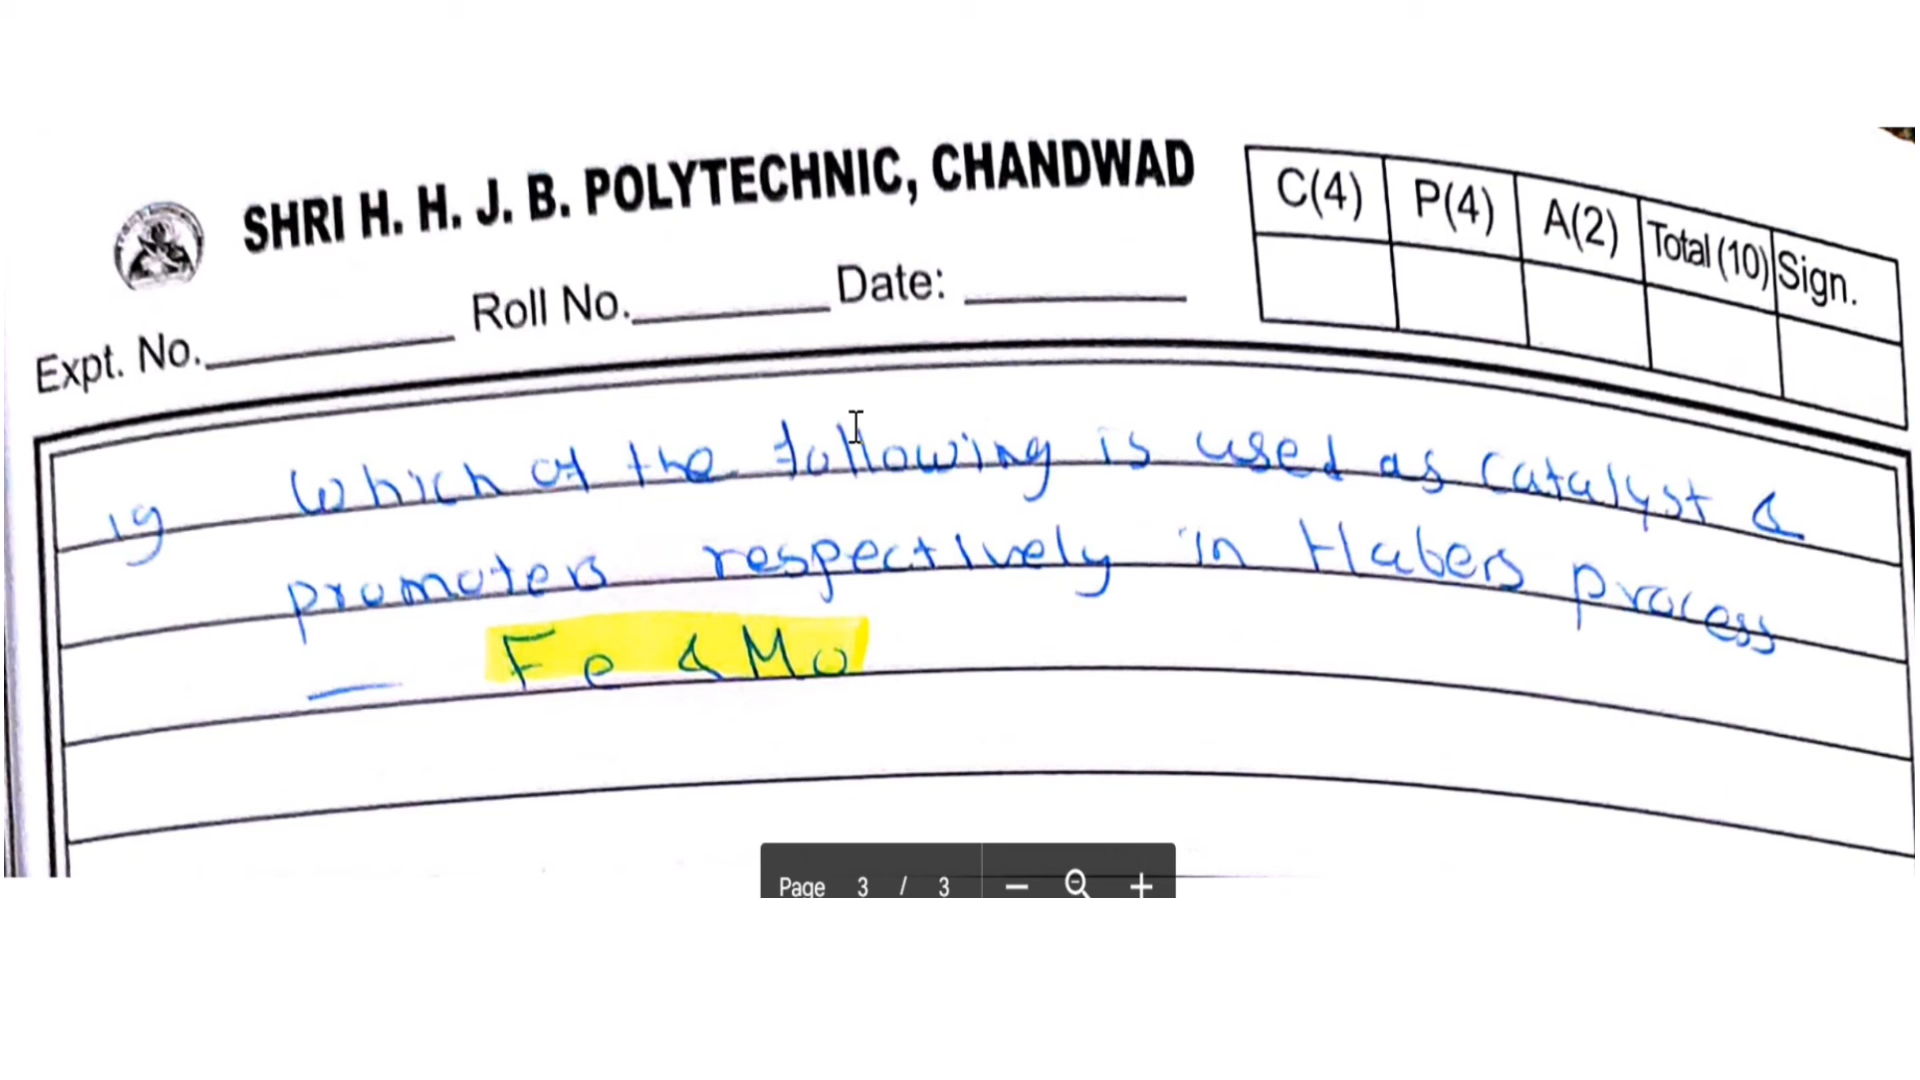 SHRI H. H. J. B. POLYTECHNIC, CHANDWAD
C(4) P(4) A(2) Total (10) Sign.
Expt. No. Roll No. Date:
19 Which of the following is used as catalyst &
promoters respectively in Habers process
— Fe & Mo
Page 3 / 3